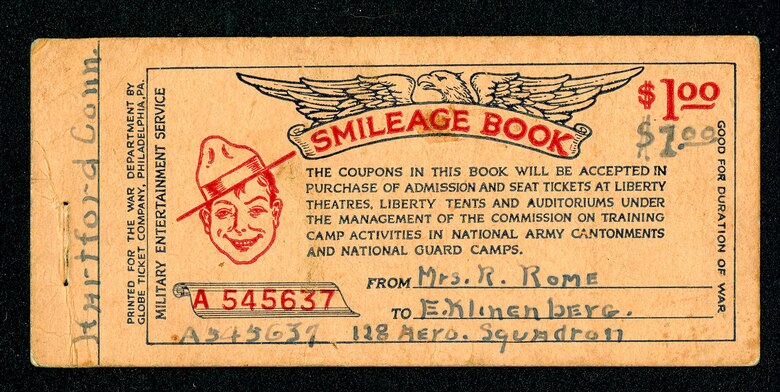 Hartford Conn.
PRINTED FOR THE WAR DEPARTMENT BY
GLOBE TICKET COMPANY, PHILADELPHIA, PA.
MILITARY ENTERTAINMENT SERVICE
SMILEAGE BOOK
$1.00
$1.00
GOOD FOR DURATION OF WAR
THE COUPONS IN THIS BOOK WILL BE ACCEPTED IN
PURCHASE OF ADMISSION AND SEAT TICKETS AT LIBERTY
THEATRES, LIBERTY TENTS AND AUDITORIUMS UNDER
THE MANAGEMENT OF THE COMMISSION ON TRAINING
CAMP ACTIVITIES IN NATIONAL ARMY CANTONMENTS
AND NATIONAL GUARD CAMPS.
FROM Mrs. R. Rome
A 545637
TO E. Klinenberg.
A545637 128 Aero. Squadron